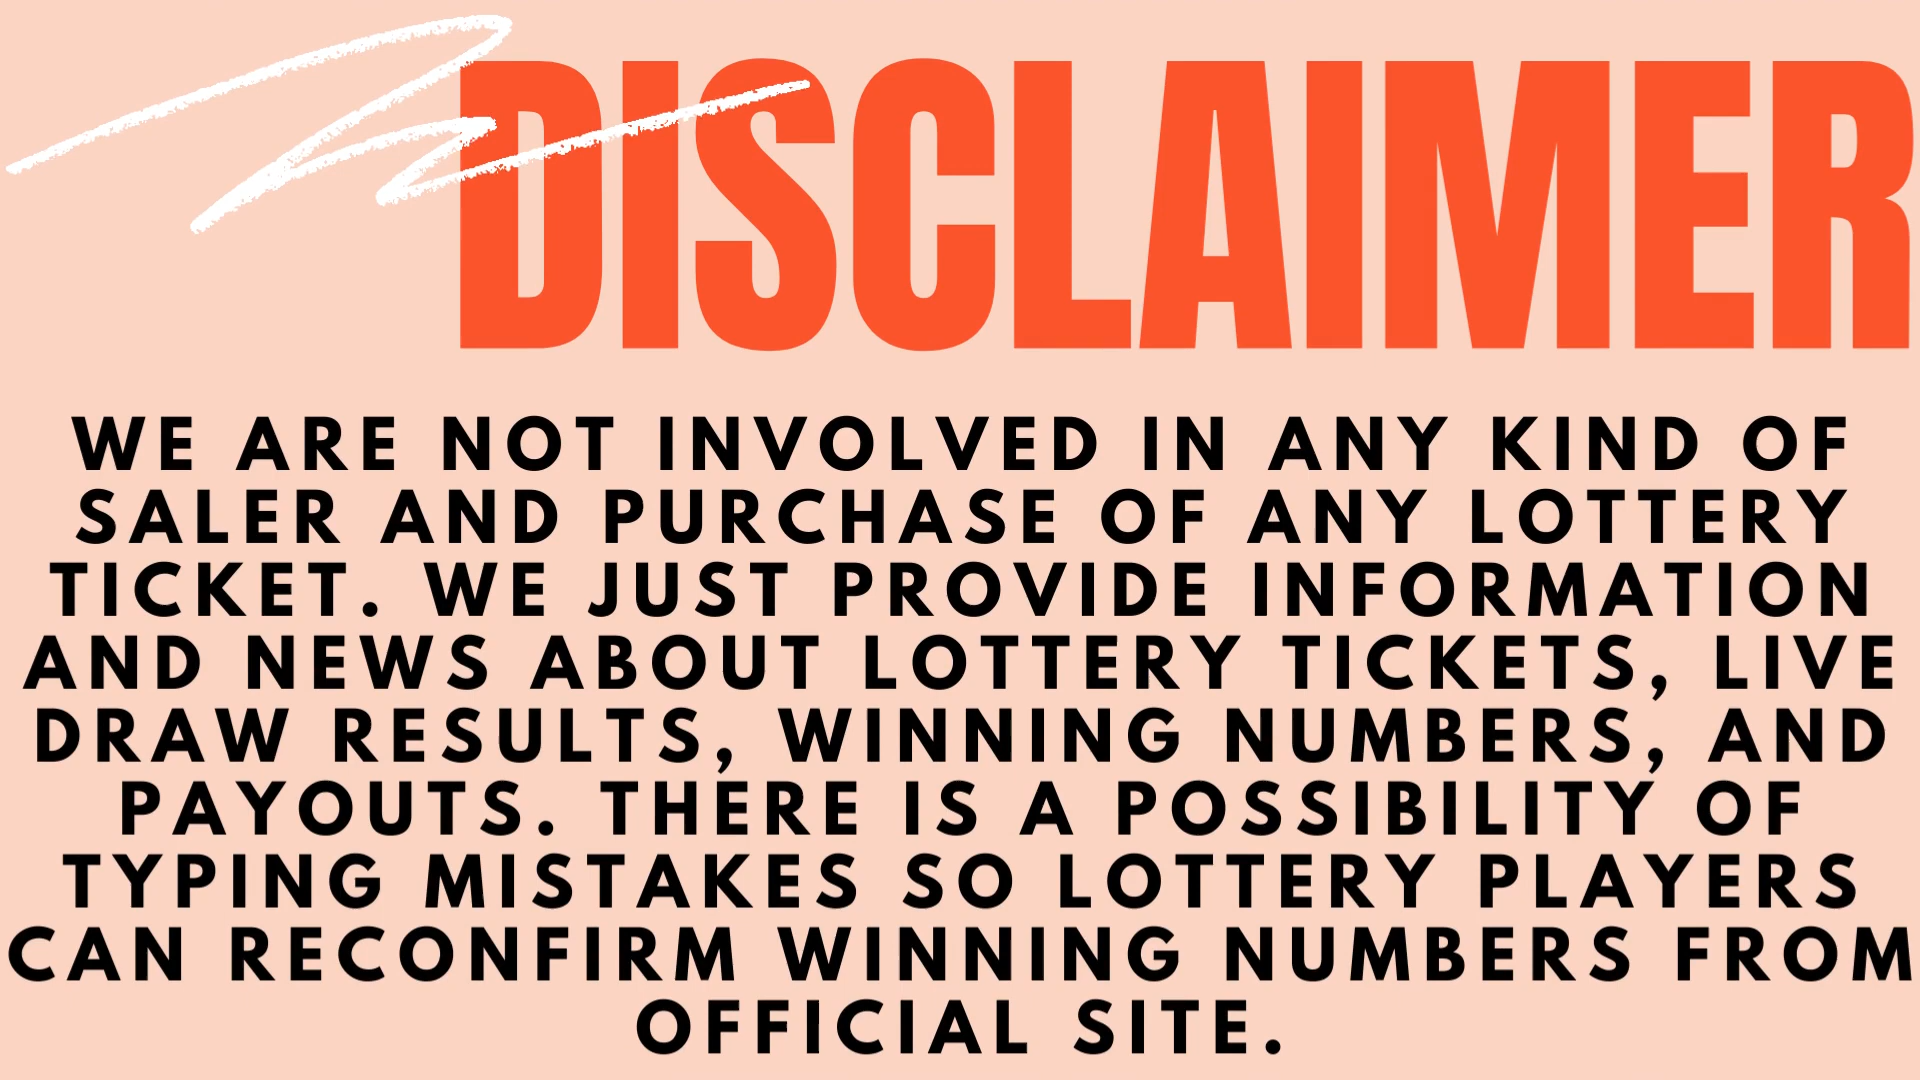 DISCLAIMER
WE ARE NOT INVOLVED IN ANY KIND OF
SALER AND PURCHASE OF ANY LOTTERY
TICKET. WE JUST PROVIDE INFORMATION
AND NEWS ABOUT LOTTERY TICKETS, LIVE
DRAW RESULTS, WINNING NUMBERS, AND
PAYOUTS. THERE IS A POSSIBILITY OF
TYPING MISTAKES SO LOTTERY PLAYERS
CAN RECONFIRM WINNING NUMBERS FROM
OFFICIAL SITE.